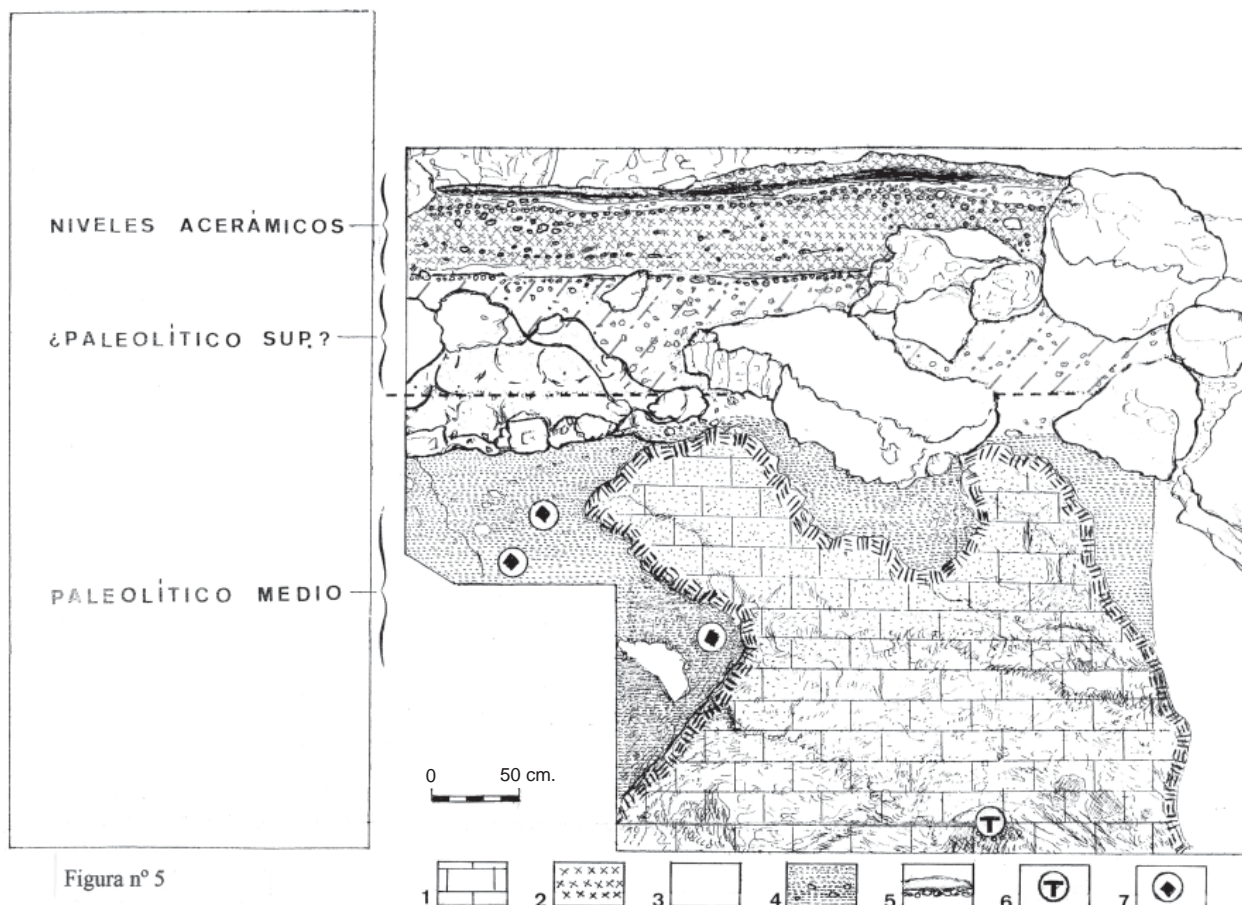 NIVELES ACERÁMICOS
¿PALEOLÍTICO SUP.?
PALEOLÍTICO MEDIO
0 50 cm.
T
Figura nº 5
1 2 3 4 5 6 T 7